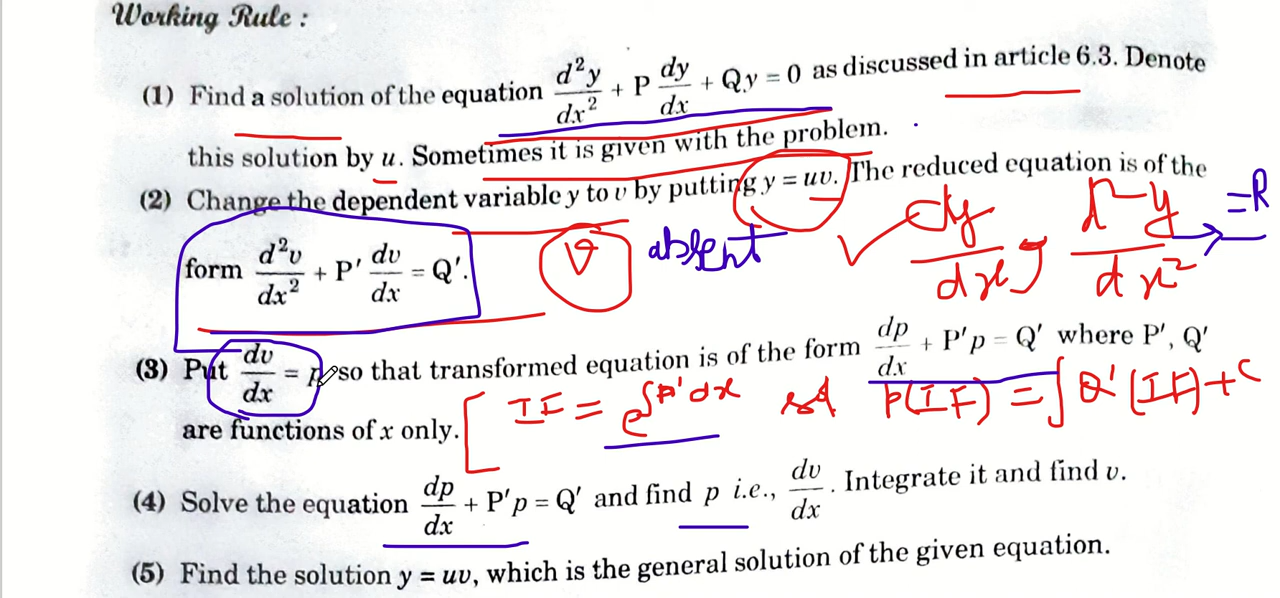 Working Rule :
(1) Find a solution of the equation d²y/dx² + P dy/dx + Qy = 0 as discussed in article 6.3. Denote
this solution by u. Sometimes it is given with the problem.
(2) Change the dependent variable y to v by putting y = uv. The reduced equation is of the
form d²v/dx² + P′ dv/dx = Q′.
v absent dy/dx, d²y/dx² = R
(3) Put dv/dx = p so that transformed equation is of the form dp/dx + P′p = Q′ where P′, Q′
are functions of x only. [ IF = e^∫P'dx sol p(IF) = ∫Q'(IF)+c
(4) Solve the equation dp/dx + P′p = Q′ and find p i.e., dv/dx. Integrate it and find v.
(5) Find the solution y = uv, which is the general solution of the given equation.